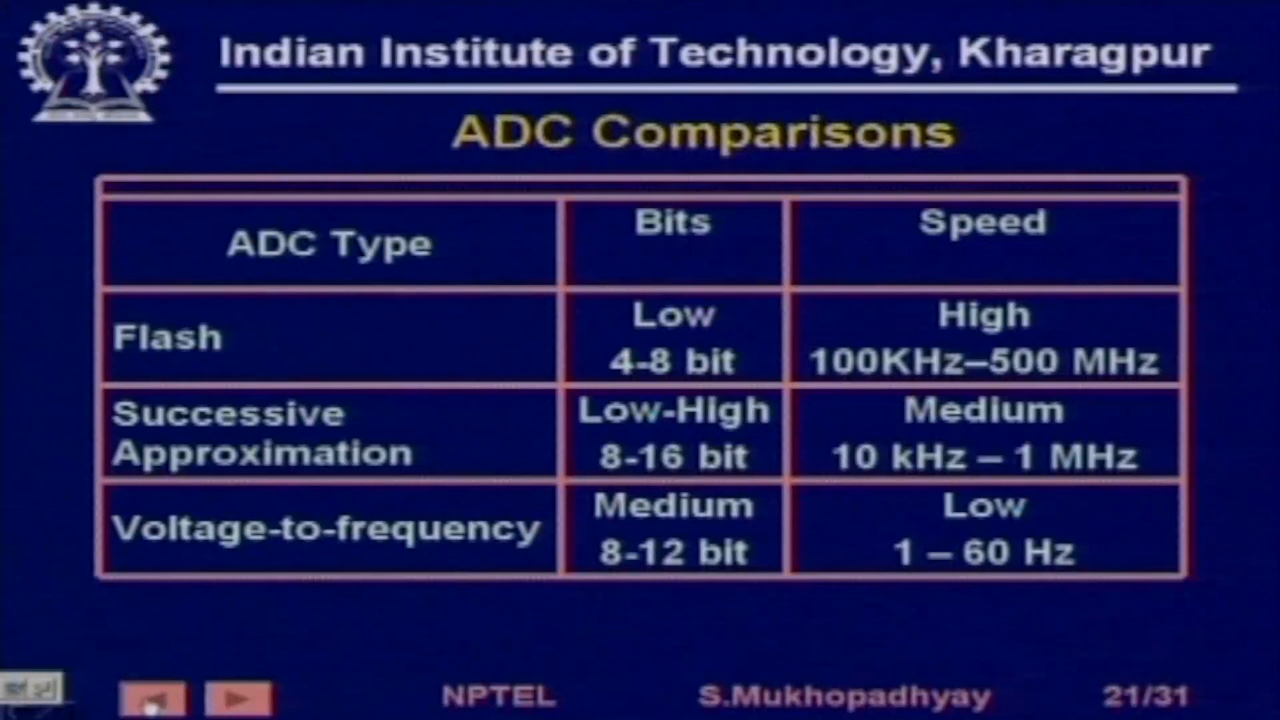 Indian Institute of Technology, Kharagpur
ADC Comparisons
ADC Type
Bits
Speed
Flash
Low
4-8 bit
High
100KHz–500 MHz
Successive
Approximation
Low-High
8-16 bit
Medium
10 kHz – 1 MHz
Voltage-to-frequency
Medium
8-12 bit
Low
1 – 60 Hz
NPTEL
S.Mukhopadhyay
21/31